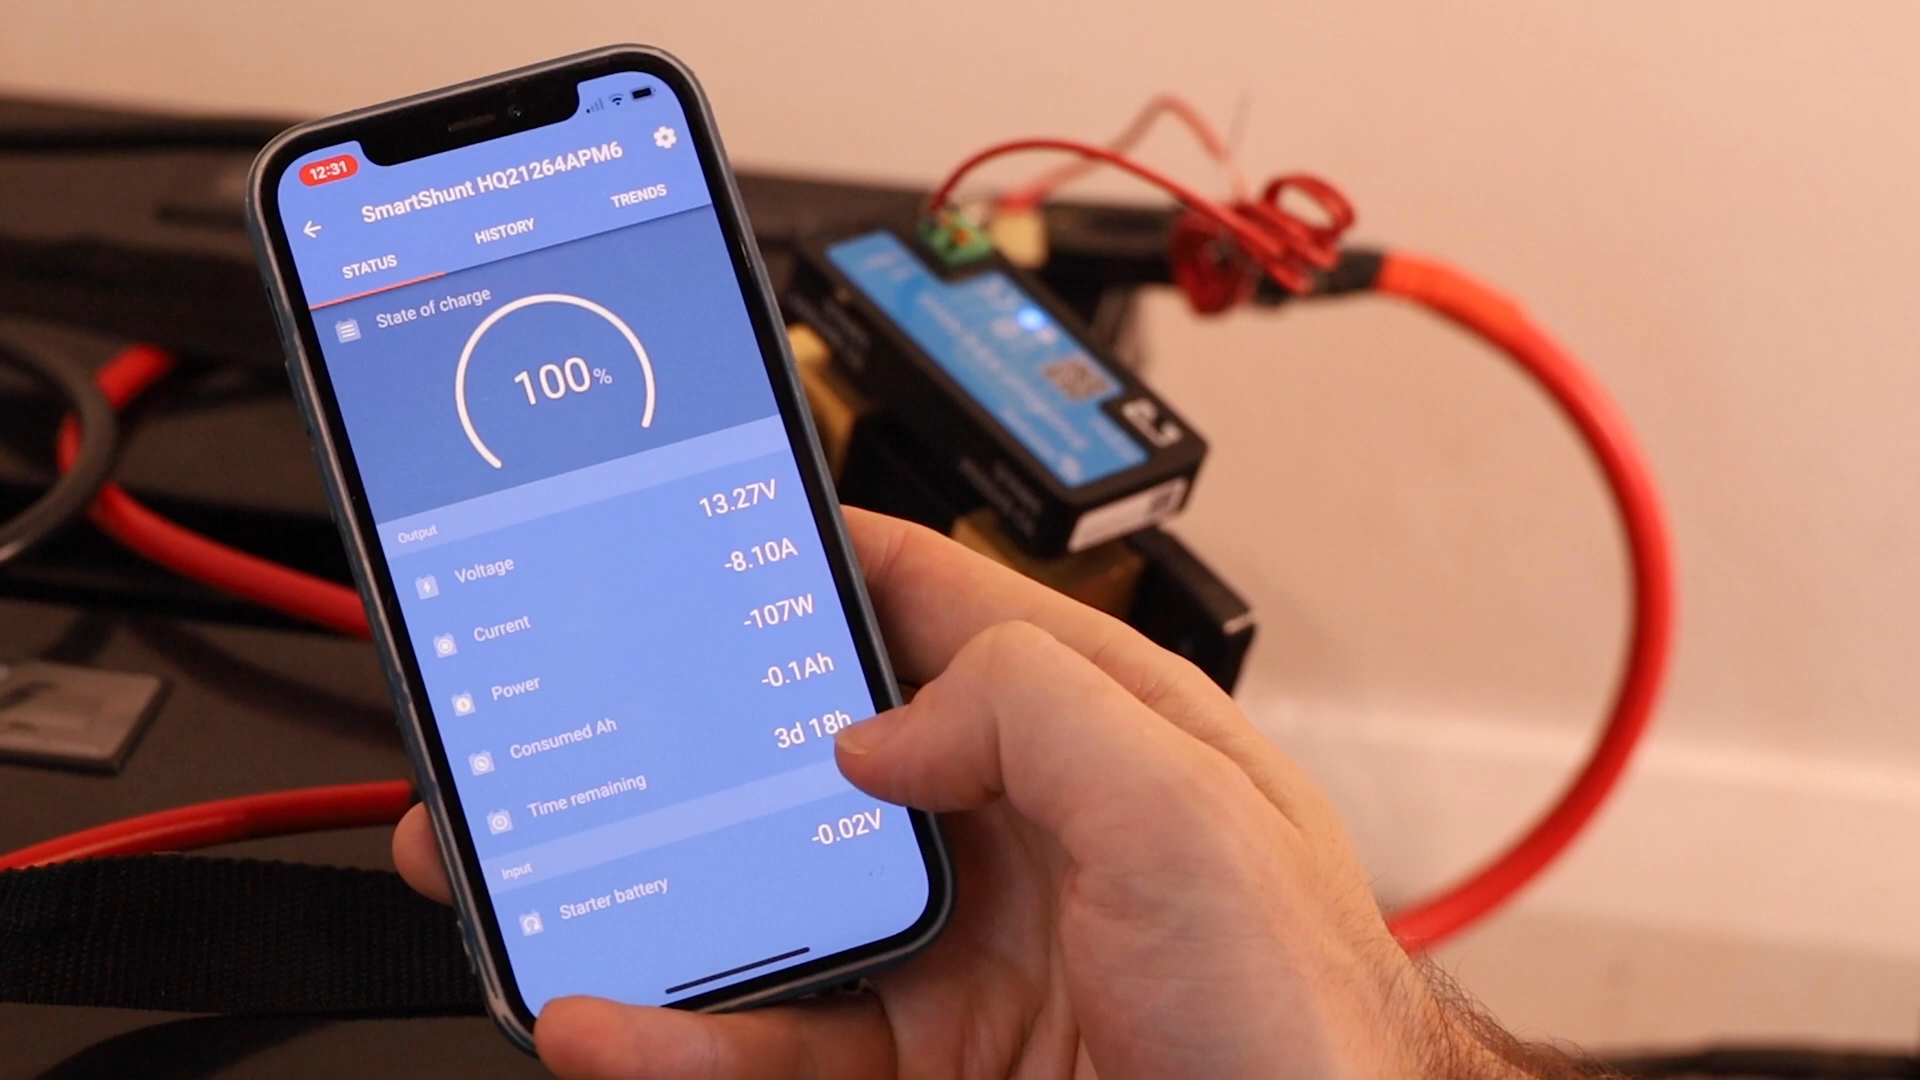 12:31
SmartShunt HQ21264APM6
STATUS
HISTORY
TRENDS
State of charge
100%
Output
Voltage 13.27V
Current -8.10A
Power -107W
Consumed Ah -0.1Ah
Time remaining 3d 18h
Input
Starter battery -0.02V